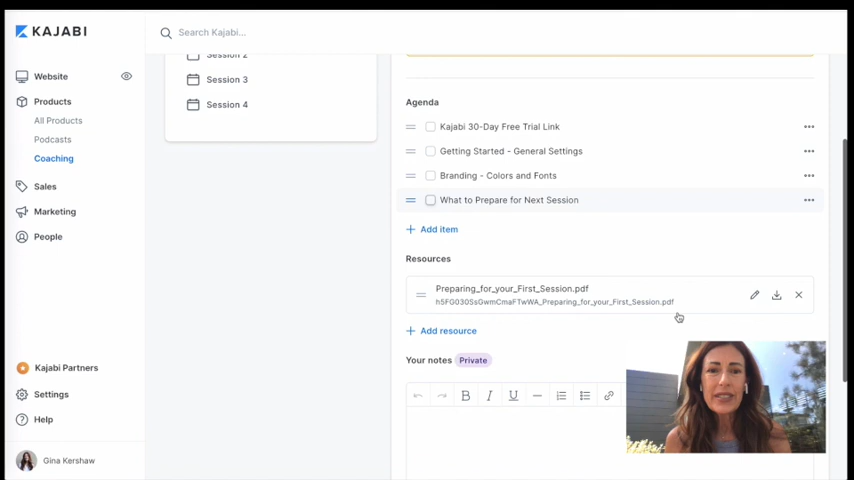 KAJABI
Search Kajabi...
Website
Products
All Products
Podcasts
Coaching
Sales
Marketing
People
Kajabi Partners
Settings
Help
Gina Kershaw
Session 2
Session 3
Session 4
Agenda
Kajabi 30-Day Free Trial Link
Getting Started - General Settings
Branding - Colors and Fonts
What to Prepare for Next Session
Add item
Resources
Preparing_for_your_First_Session.pdf
h5FG030SsGwmCmaFTwWA_Preparing_for_your_First_Session.pdf
Add resource
Your notes Private
B I U